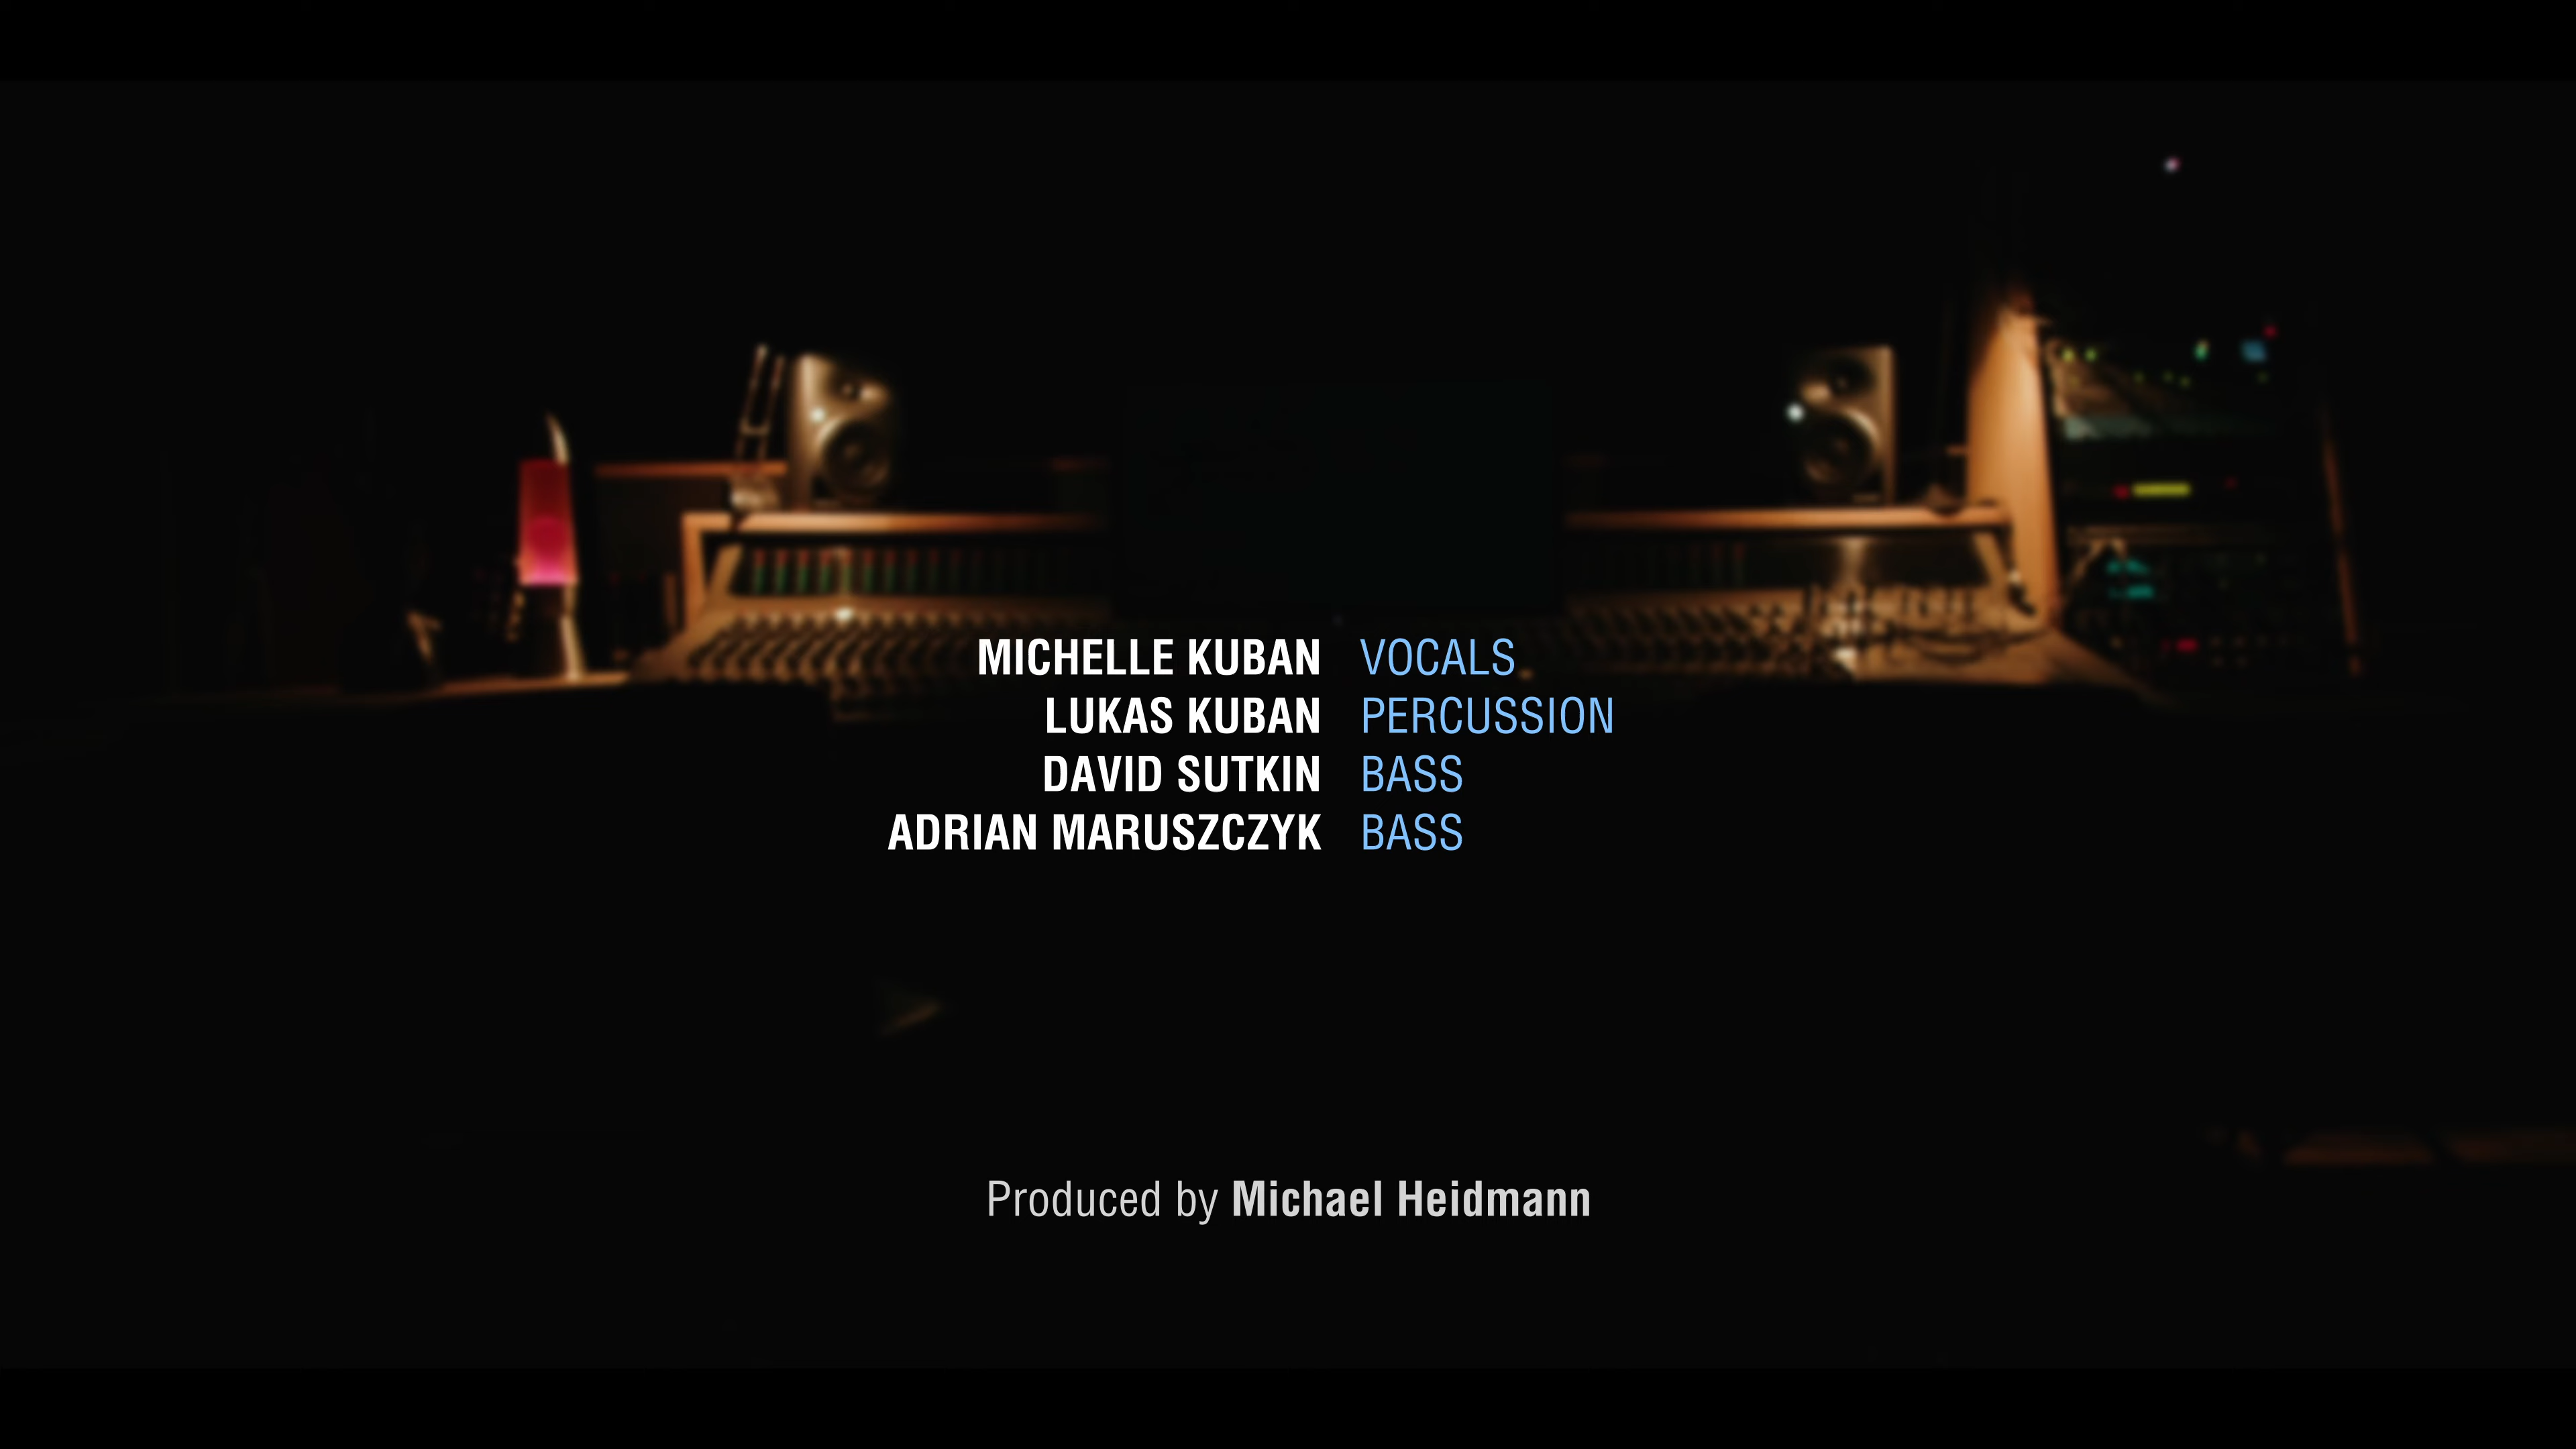 MICHELLE KUBAN VOCALS
LUKAS KUBAN PERCUSSION
DAVID SUTKIN BASS
ADRIAN MARUSZCZYK BASS
Produced by Michael Heidmann